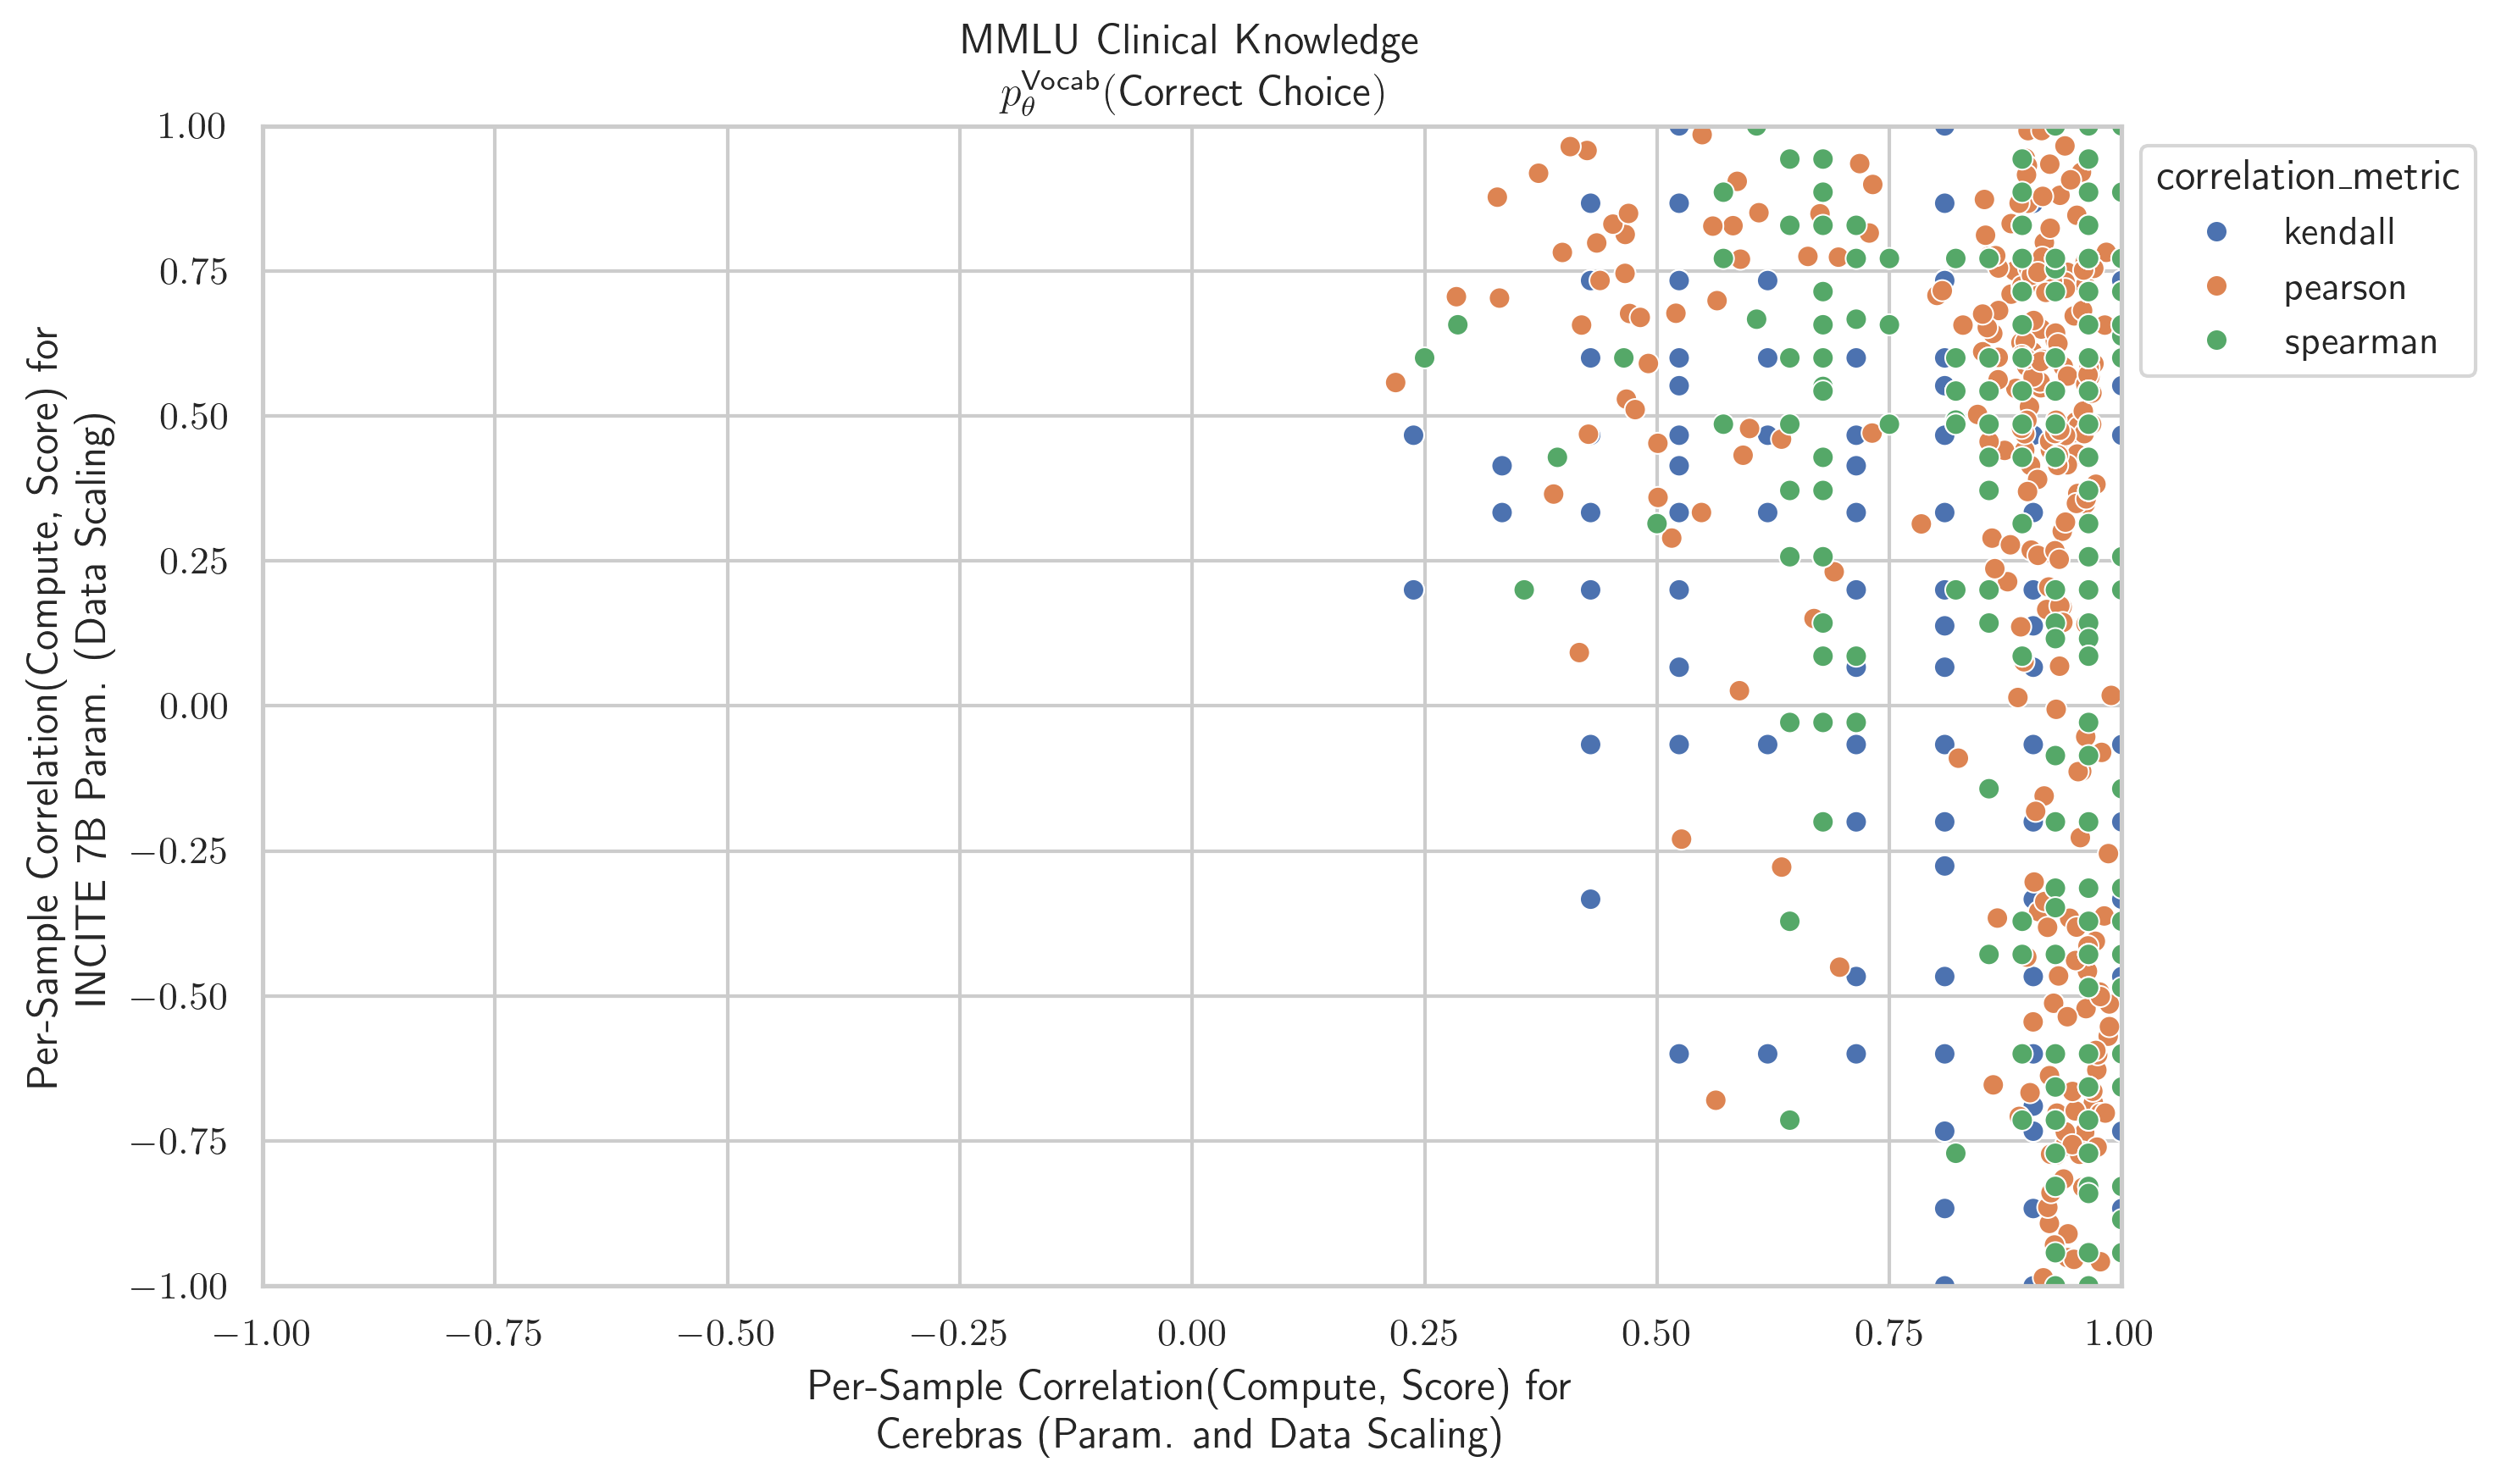 MMLU Clinical Knowledge
p_θ^Vocab(Correct Choice)
Per-Sample Correlation(Compute, Score) for
INCITE 7B Param. (Data Scaling)
1.00
0.75
0.50
0.25
0.00
−0.25
−0.50
−0.75
−1.00
correlation_metric
kendall
pearson
spearman
−1.00 −0.75 −0.50 −0.25 0.00 0.25 0.50 0.75 1.00
Per-Sample Correlation(Compute, Score) for
Cerebras (Param. and Data Scaling)